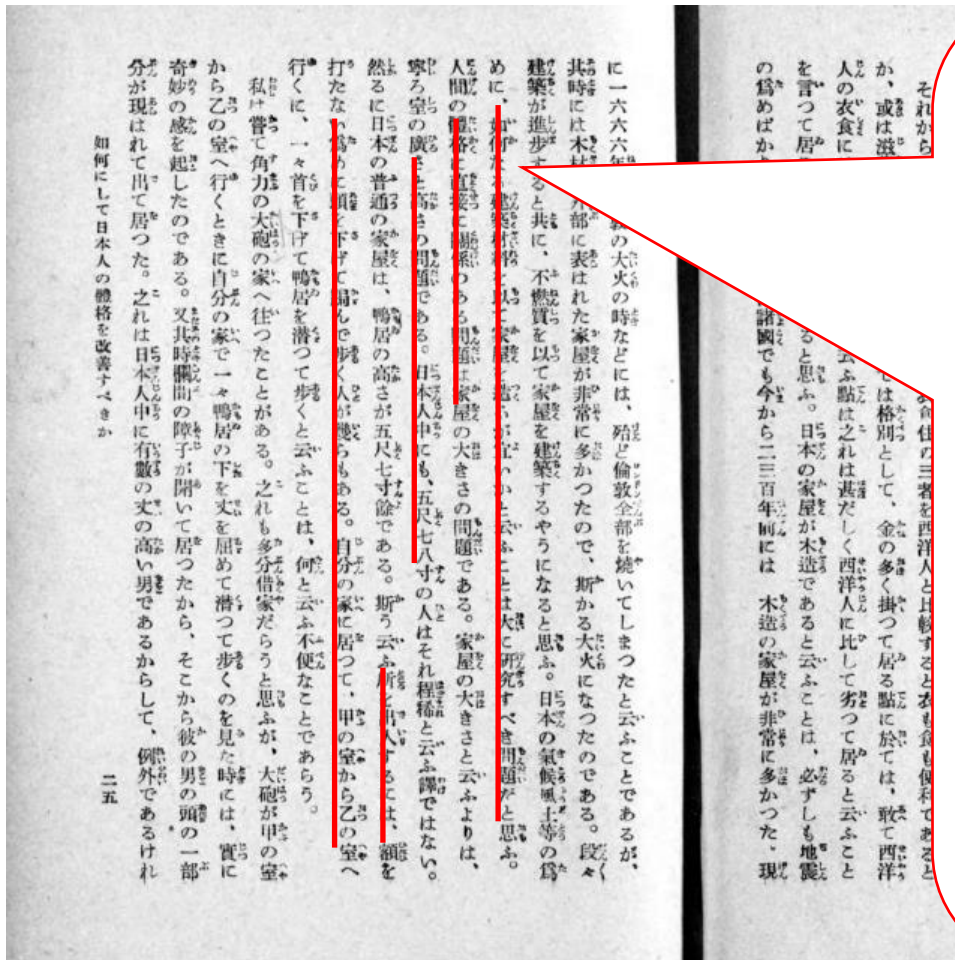 それから 食住の三者を西洋人と比較すると衣も食も便利であると
か、或は滋 は格別として、金の多く掛つて居る點に於ては、敢て西洋
人の衣食に 云ふ點は之れは甚だしく西洋人に比して劣つて居ると云ふこと
を言つて居 ると思ふ。日本の家屋が木造であると云ふことは、必ずしも地震
の爲めばか 諸國でも今から二三百年前には 木造の家屋が非常に多かつた、現
に一六六六年 敦の大火の時などには、殆ど倫敦全部を燒いてしまつたと云ふことであるが、
其時には木材 外部に表はれた家屋が非常に多かつたので、斯かる大火になつたのである。段々
建築が進步すると共に、不燃質を以て家屋を建築するやうになると思ふ。日本の氣候風土等の爲
めに、如何なる建築材料を以て家屋を造るが宜いかと云ふことは大に硏究すべき問題だと思ふ。
人間の體格に直接に關係のある問題は家屋の大きさの問題である。家屋の大きさと云ふよりは、
寧ろ室の廣さと高さの問題である。日本人中にも、五尺七八寸の人はそれ程稀と云ふ譯ではない。
然るに日本の普通の家屋は、鴨居の高さが五尺七寸餘である。斯う云ふ所を出入するには、額を
打たない爲めに頭を下げて跼んで步く人が幾らもある。自分の家に居つて、甲の室から乙の室へ
行くに、一々首を下げて鴨居を潛つて步くと云ふことは、何と云ふ不便なことであらう。
私は嘗て角力の大砲の家へ往つたことがある。之れも多分借家だらうと思ふが、大砲が甲の室
から乙の室へ行くときに自分の家で一々鴨居の下を丈を屈めて潛つて步くのを見た時には、實に
奇妙の感を起したのである。又其時欄間の障子が開いて居つたから、そこから彼の男の頭の一部
分が現はれて出て居つた。之れは日本人中に有數の丈の高い男であるからして、例外であるけれ
如何にして日本人の體格を改善すべきか
二五